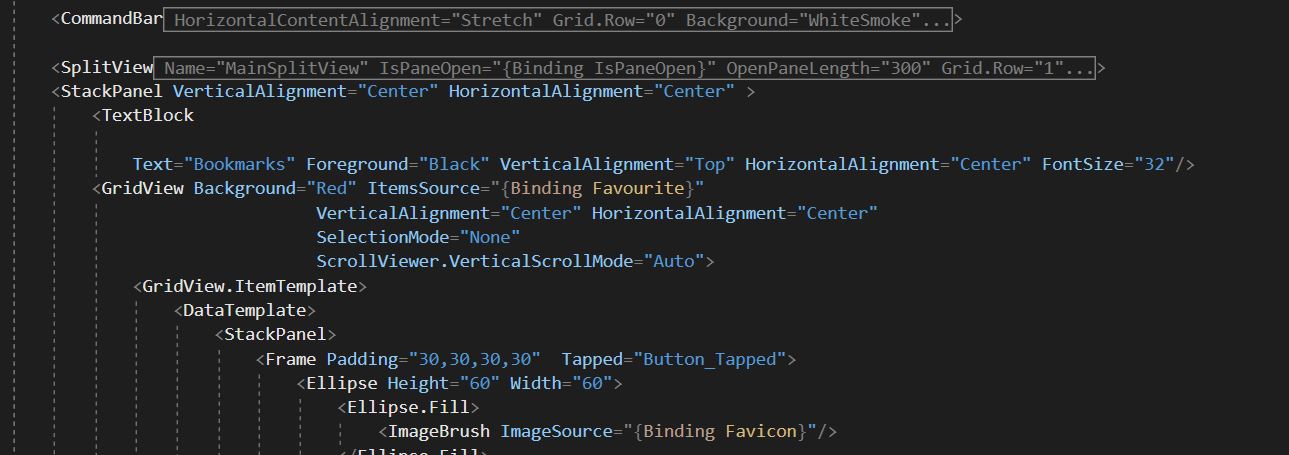 <CommandBar HorizontalContentAlignment="Stretch" Grid.Row="0" Background="WhiteSmoke"...>
<SplitView Name="MainSplitView" IsPaneOpen="{Binding IsPaneOpen}" OpenPaneLength="300" Grid.Row="1"...>
<StackPanel VerticalAlignment="Center" HorizontalAlignment="Center" >
<TextBlock
Text="Bookmarks" Foreground="Black" VerticalAlignment="Top" HorizontalAlignment="Center" FontSize="32"/>
<GridView Background="Red" ItemsSource="{Binding Favourite}"
VerticalAlignment="Center" HorizontalAlignment="Center"
SelectionMode="None"
ScrollViewer.VerticalScrollMode="Auto">
<GridView.ItemTemplate>
<DataTemplate>
<StackPanel>
<Frame Padding="30,30,30,30"  Tapped="Button_Tapped">
<Ellipse Height="60" Width="60">
<Ellipse.Fill>
<ImageBrush ImageSource="{Binding Favicon}"/>
</Ellipse.Fill>